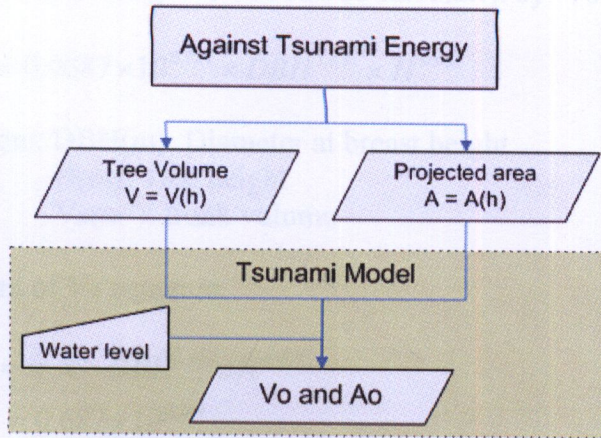 Against Tsunami Energy
Tree Volume
V = V(h)
Projected area
A = A(h)
Tsunami Model
Water level
Vo and Ao